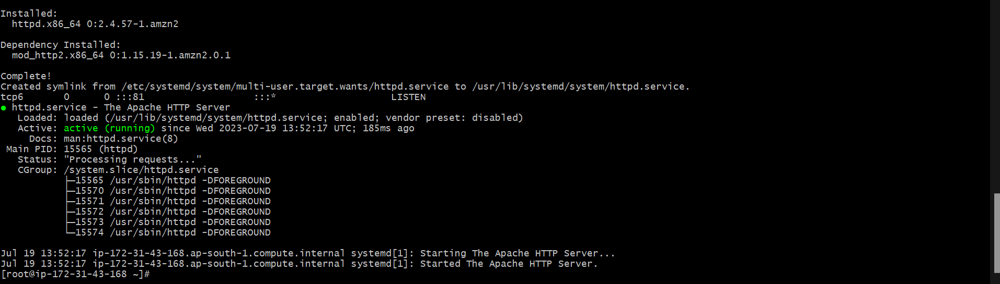 Installed:
  httpd.x86_64 0:2.4.57-1.amzn2
Dependency Installed:
  mod_http2.x86_64 0:1.15.19-1.amzn2.0.1
Complete!
Created symlink from /etc/systemd/system/multi-user.target.wants/httpd.service to /usr/lib/systemd/system/httpd.service.
tcp6       0      0 :::81                   :::*                    LISTEN
● httpd.service - The Apache HTTP Server
   Loaded: loaded (/usr/lib/systemd/system/httpd.service; enabled; vendor preset: disabled)
   Active: active (running) since Wed 2023-07-19 13:52:17 UTC; 185ms ago
     Docs: man:httpd.service(8)
 Main PID: 15565 (httpd)
   Status: "Processing requests..."
   CGroup: /system.slice/httpd.service
           ├─15565 /usr/sbin/httpd -DFOREGROUND
           ├─15570 /usr/sbin/httpd -DFOREGROUND
           ├─15571 /usr/sbin/httpd -DFOREGROUND
           ├─15572 /usr/sbin/httpd -DFOREGROUND
           ├─15573 /usr/sbin/httpd -DFOREGROUND
           └─15574 /usr/sbin/httpd -DFOREGROUND
Jul 19 13:52:17 ip-172-31-43-168.ap-south-1.compute.internal systemd[1]: Starting The Apache HTTP Server...
Jul 19 13:52:17 ip-172-31-43-168.ap-south-1.compute.internal systemd[1]: Started The Apache HTTP Server.
[root@ip-172-31-43-168 ~]#